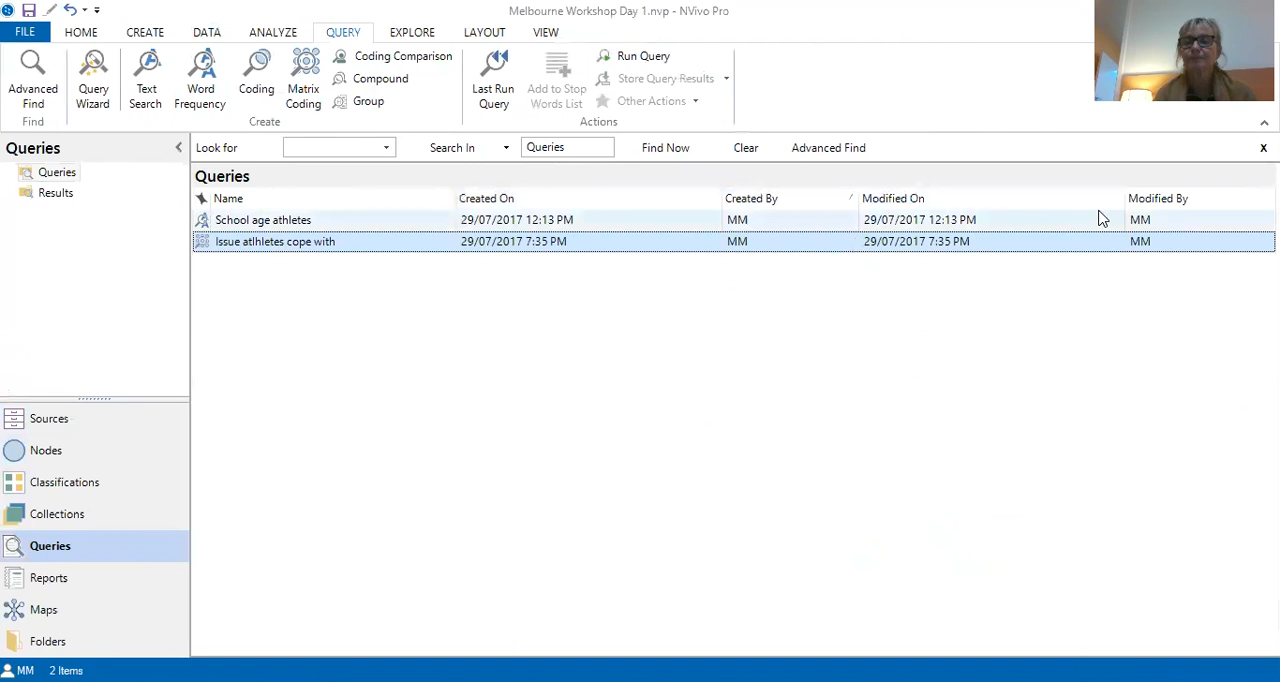 Melbourne Workshop Day 1.nvp - NVivo Pro
FILE HOME CREATE DATA ANALYZE QUERY EXPLORE LAYOUT VIEW
Advanced Find
Query Wizard
Text Search
Word Frequency
Coding
Matrix Coding
Coding Comparison
Compound
Group
Last Run Query
Add to Stop Words List
Run Query
Store Query Results
Other Actions
Find Create Actions
Queries
Look for Search In Queries Find Now Clear Advanced Find x
Queries
Results
Queries
Name Created On Created By Modified On Modified By
School age athletes 29/07/2017 12:13 PM MM 29/07/2017 12:13 PM MM
Issue atlhletes cope with 29/07/2017 7:35 PM MM 29/07/2017 7:35 PM MM
Sources
Nodes
Classifications
Collections
Queries
Reports
Maps
Folders
MM 2 Items